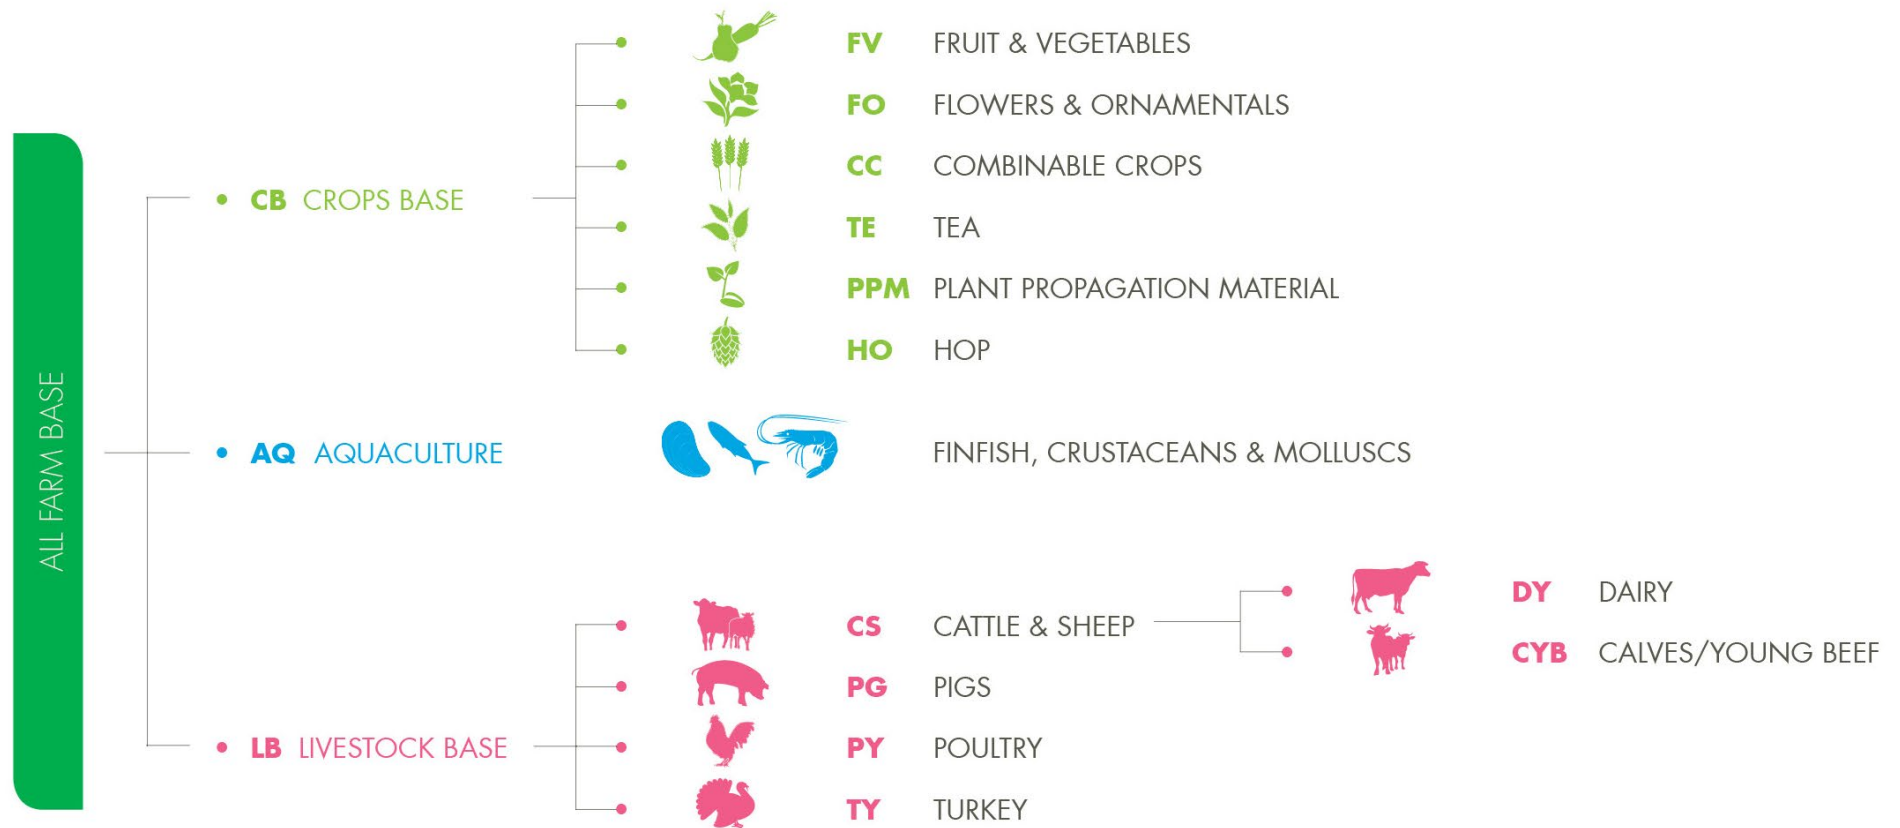 ALL FARM BASE
CB CROPS BASE
FV FRUIT & VEGETABLES
FO FLOWERS & ORNAMENTALS
CC COMBINABLE CROPS
TE TEA
PPM PLANT PROPAGATION MATERIAL
HO HOP
AQ AQUACULTURE
FINFISH, CRUSTACEANS & MOLLUSCS
LB LIVESTOCK BASE
CS CATTLE & SHEEP
DY DAIRY
CYB CALVES/YOUNG BEEF
PG PIGS
PY POULTRY
TY TURKEY